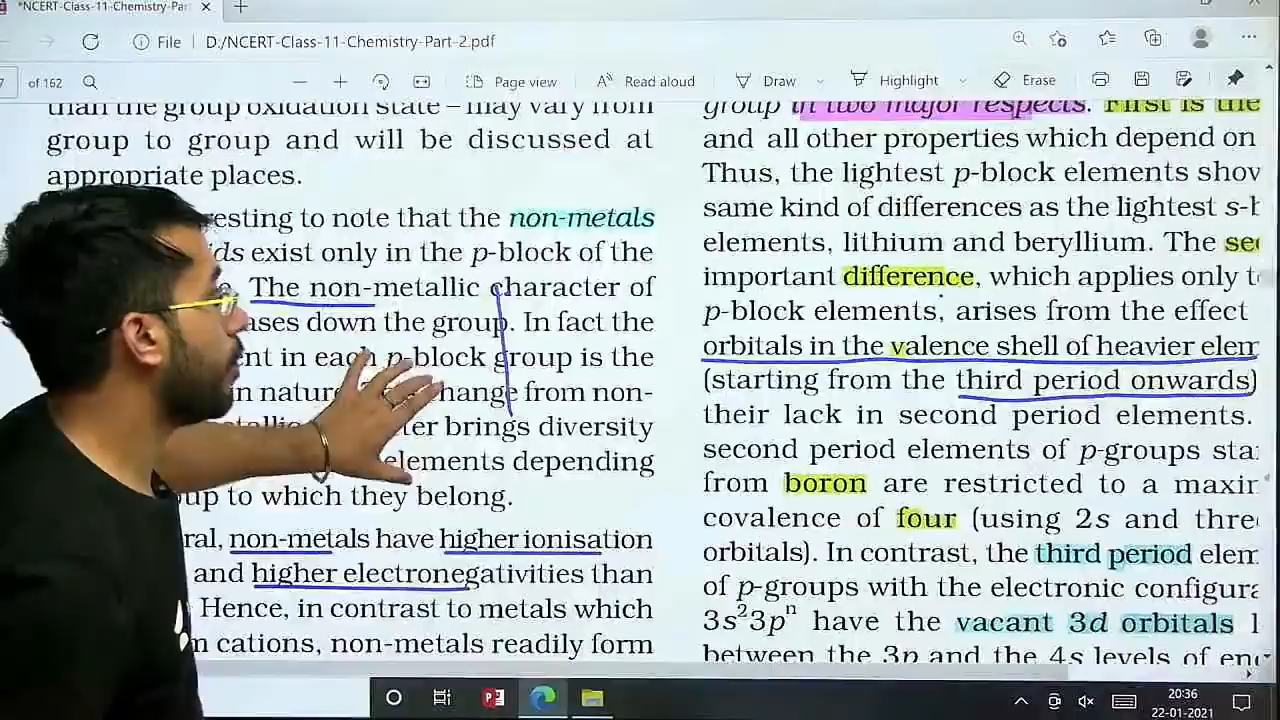 *NCERT-Class-11-Chemistry-Par
File D:/NCERT-Class-11-Chemistry-Part-2.pdf
7 of 162 Page view Read aloud Draw Highlight Erase
than the group oxidation state – may vary from
group to group and will be discussed at
appropriate places.
resting to note that the non-metals
ds exist only in the p-block of the
The non-metallic character of
ases down the group. In fact the
nt in each p-block group is the
in nature change from non-
ter brings diversity
elements depending
up to which they belong.
ral, non-metals have higher ionisation
and higher electronegativities than
Hence, in contrast to metals which
m cations, non-metals readily form
group in two major respects. First is the
and all other properties which depend on
Thus, the lightest p-block elements show
same kind of differences as the lightest s-b
elements, lithium and beryllium. The sec
important difference, which applies only to
p-block elements, arises from the effect
orbitals in the valence shell of heavier elem
(starting from the third period onwards)
their lack in second period elements.
second period elements of p-groups star
from boron are restricted to a maxim
covalence of four (using 2s and three
orbitals). In contrast, the third period elem
of p-groups with the electronic configura
3s²3pⁿ have the vacant 3d orbitals l
between the 3p and the 4s levels of ene
20:36
22-01-2021